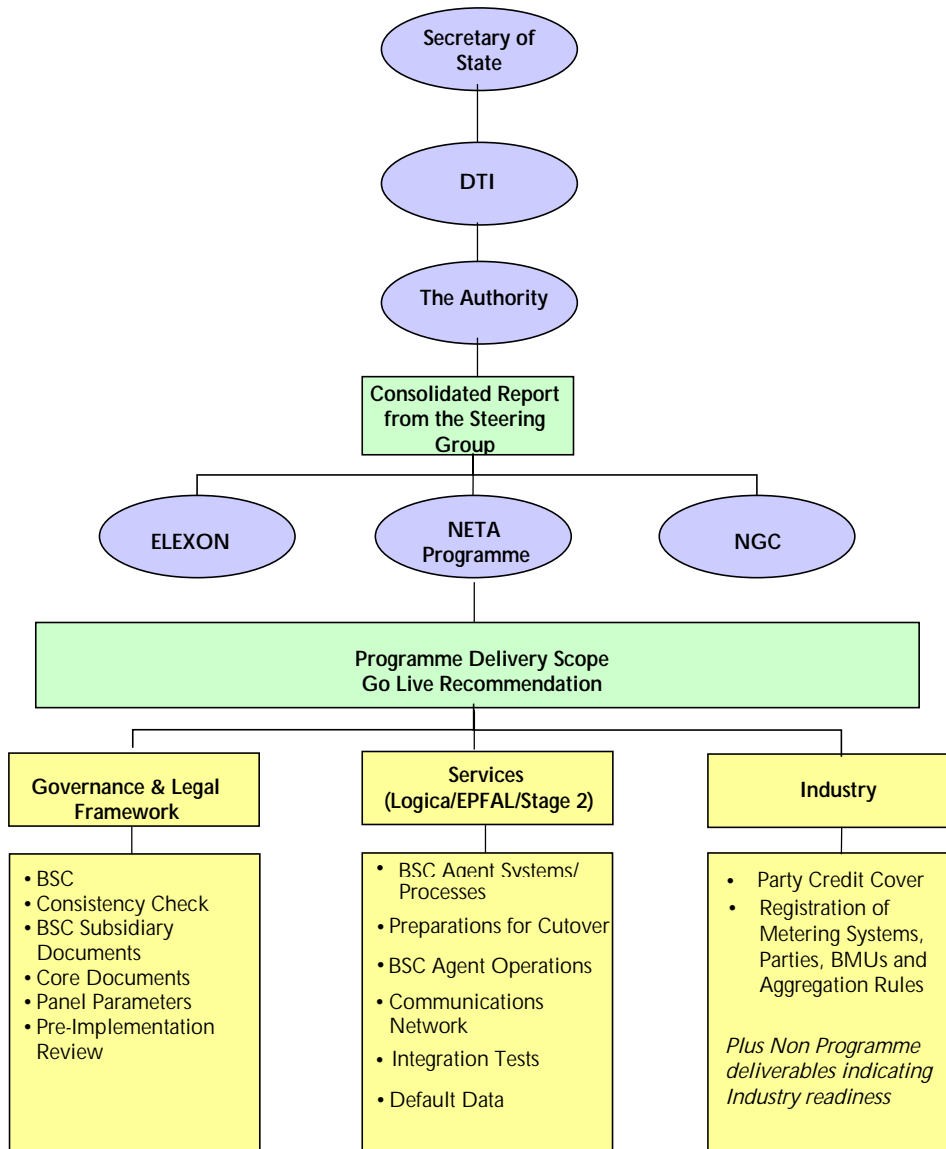 Secretary of
State
DTI
The Authority
Consolidated Report
from the Steering
Group
ELEXON
NETA
Programme
NGC
Programme Delivery Scope
Go Live Recommendation
Governance & Legal
Framework
• BSC
• Consistency Check
• BSC Subsidiary
Documents
• Core Documents
• Panel Parameters
• Pre-Implementation
Review
Services
(Logica/EPFAL/Stage 2)
• BSC Agent Systems/
Processes
• Preparations for Cutover
• BSC Agent Operations
• Communications
Network
• Integration Tests
• Default Data
Industry
• Party Credit Cover
• Registration of
Metering Systems,
Parties, BMUs and
Aggregation Rules
Plus Non Programme
deliverables indicating
Industry readiness